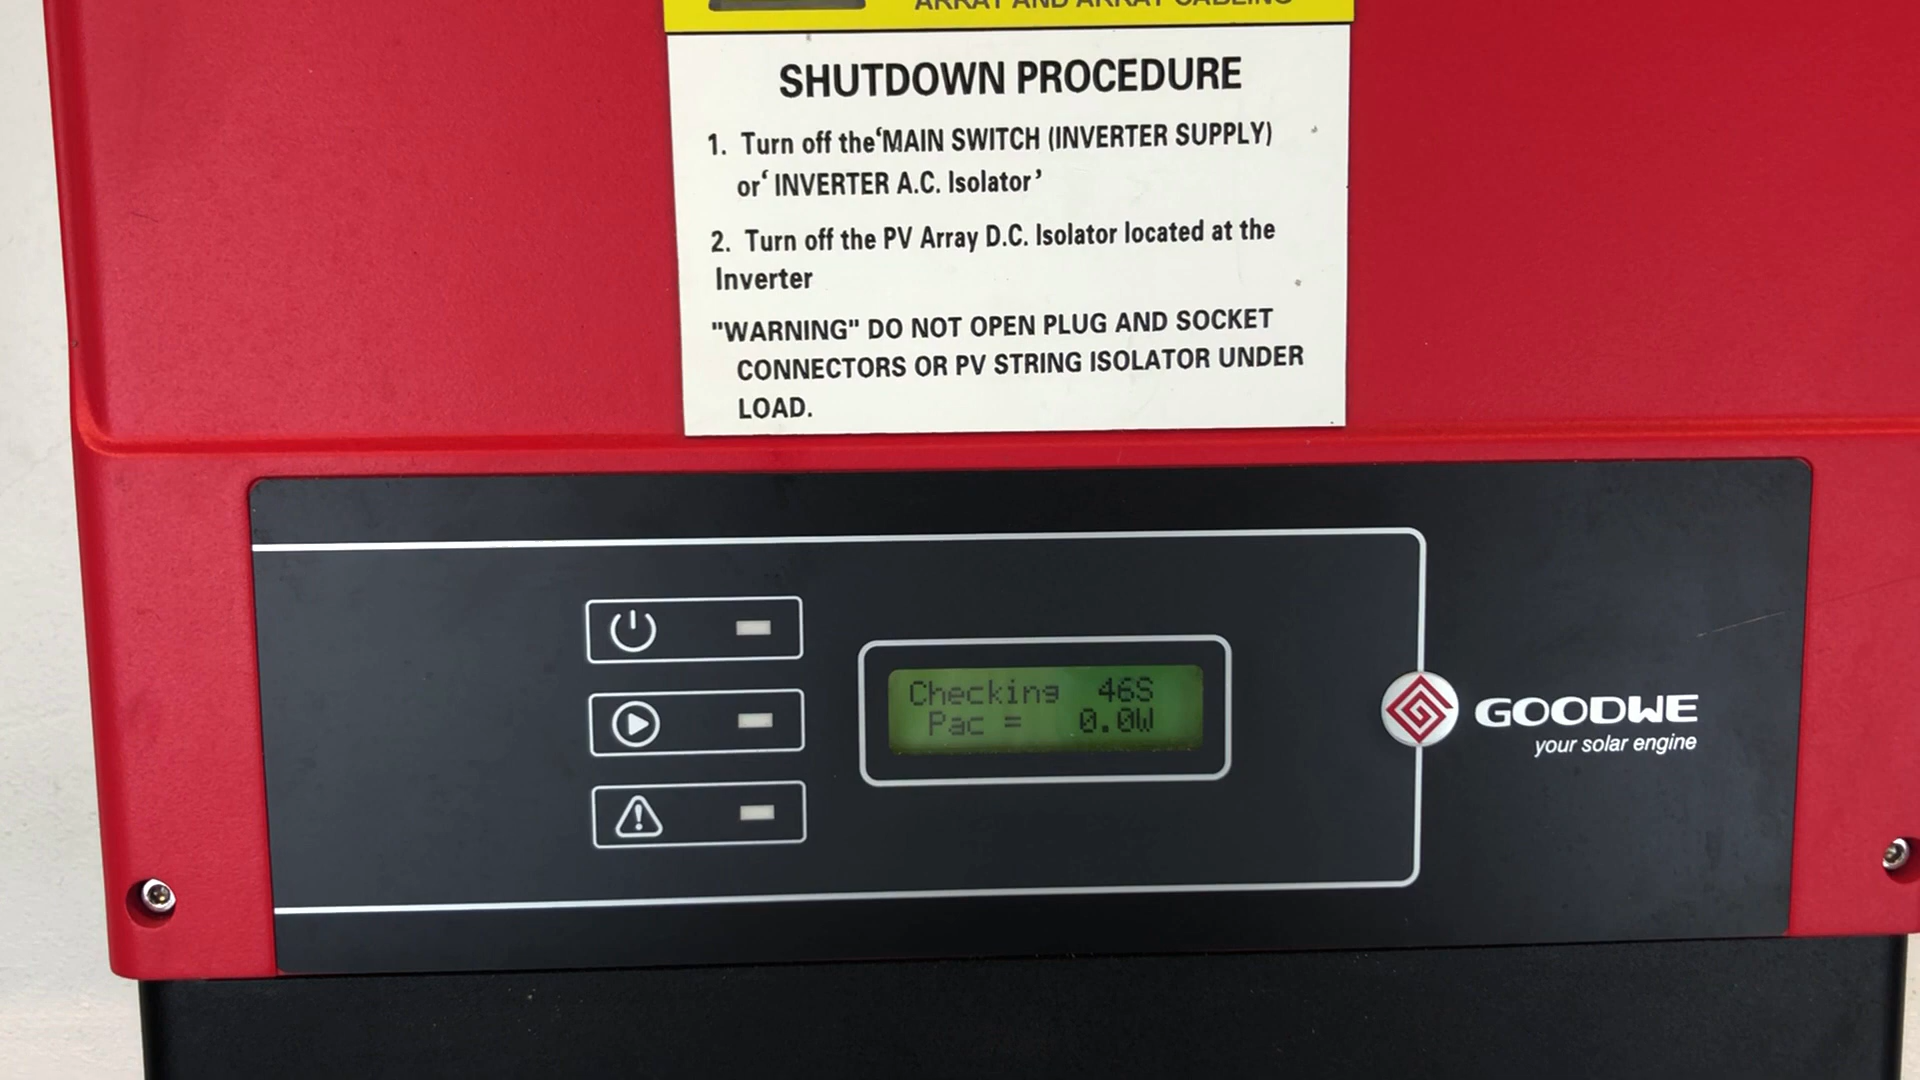 ARRAY AND ARRAY CABLING
SHUTDOWN PROCEDURE
1. Turn off the‘MAIN SWITCH (INVERTER SUPPLY)
or‘ INVERTER A.C. Isolator’
2. Turn off the PV Array D.C. Isolator located at the
Inverter
"WARNING" DO NOT OPEN PLUG AND SOCKET
CONNECTORS OR PV STRING ISOLATOR UNDER
LOAD.
Checking 46S
Pac = 0.0W
GOODWE
your solar engine